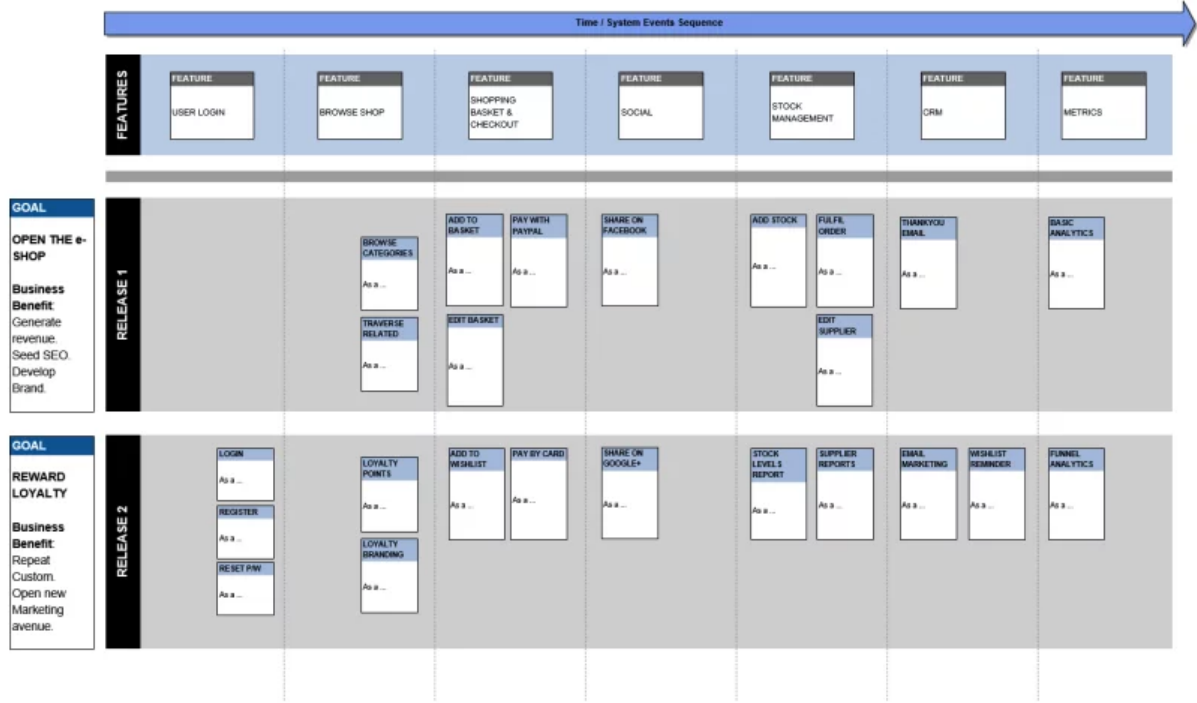 Time / System Events Sequence
FEATURES
FEATURE
USER LOGIN
FEATURE
BROWSE SHOP
FEATURE
SHOPPING
BASKET &
CHECKOUT
FEATURE
SOCIAL
FEATURE
STOCK
MANAGEMENT
FEATURE
CRM
FEATURE
METRICS
GOAL
OPEN THE e-
SHOP
Business
Benefit:
Generate
revenue.
Seed SEO.
Develop
Brand.
RELEASE 1
BROWSE
CATEGORIES
As a ...
TRAVERSE
RELATED
As a ...
ADD TO
BASKET
As a ...
PAY WITH
PAYPAL
As a ...
EDIT BASKET
As a ...
SHARE ON
FACEBOOK
As a ...
ADD STOCK
As a ...
FULFIL
ORDER
As a ...
EDIT
SUPPLIER
As a ...
THANKYOU
EMAIL
As a ...
BASIC
ANALYTICS
As a ...
GOAL
REWARD
LOYALTY
Business
Benefit:
Repeat
Custom.
Open new
Marketing
avenue.
RELEASE 2
LOGIN
As a ...
REGISTER
As a ...
RESET P/W
As a ...
LOYALTY
POINTS
As a ...
LOYALTY
BRANDING
As a ...
ADD TO
WISHLIST
As a ...
PAY BY CARD
As a ...
SHARE ON
GOOGLE+
As a ...
STOCK
LEVELS
REPORT
As a ...
SUPPLIER
REPORTS
As a ...
EMAIL
MARKETING
As a ...
WISHLIST
REMINDER
As a ...
FUNNEL
ANALYTICS
As a ...